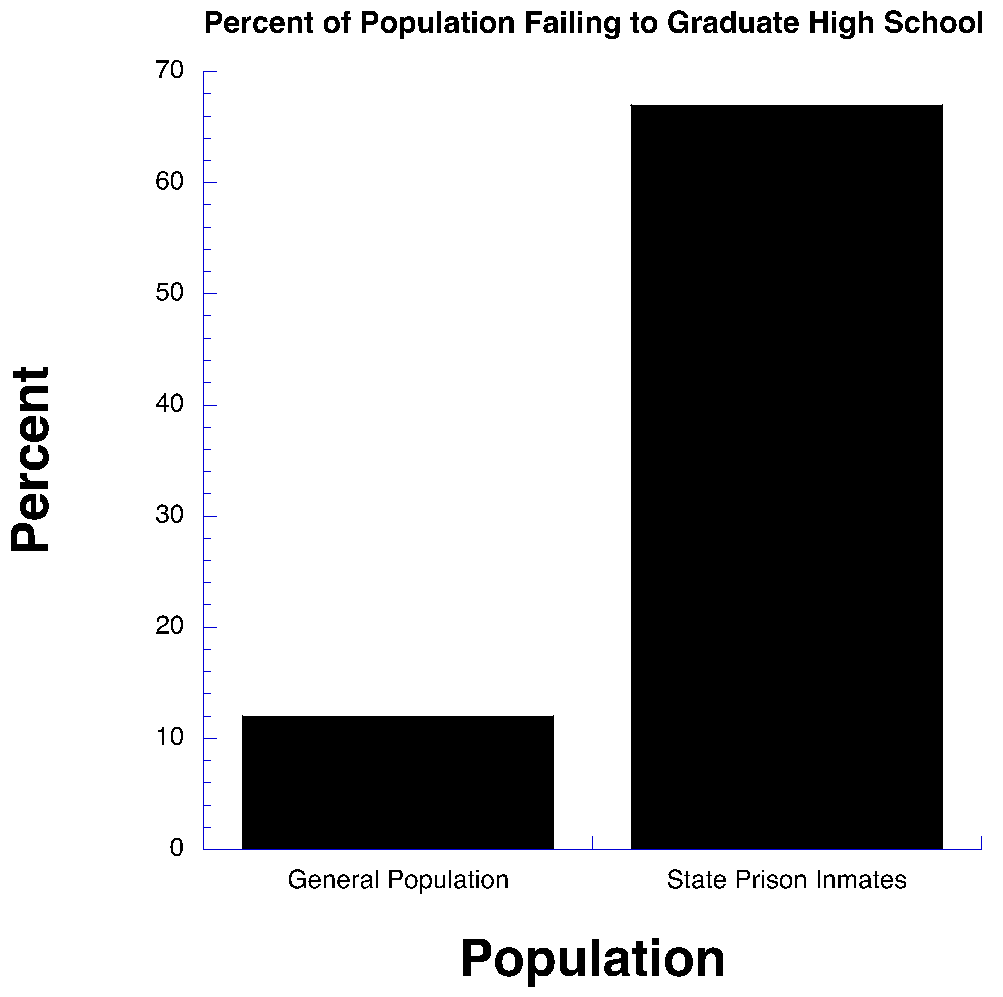 Percent of Population Failing to Graduate High School
70
60
50
40
30
20
10
0
Percent
General Population
State Prison Inmates
Population